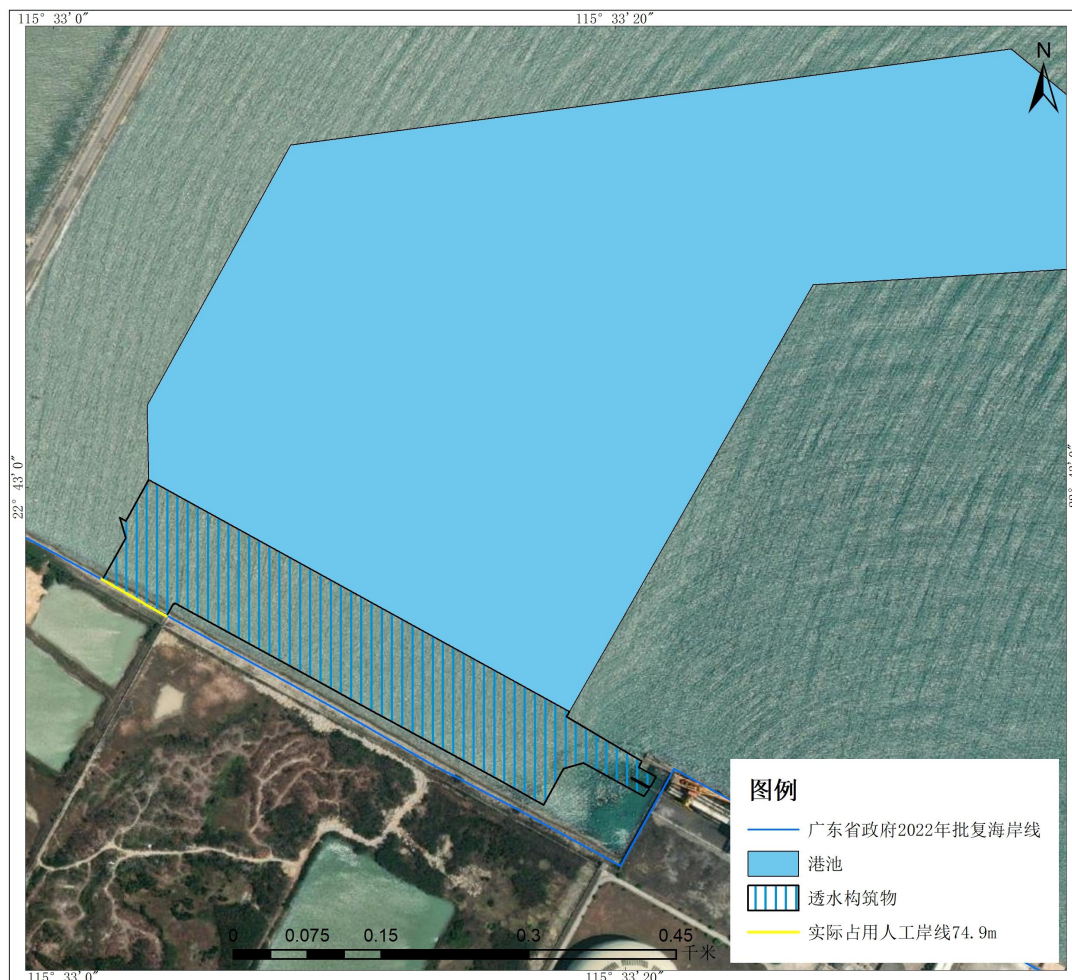 115° 33'0"
115° 33'20"
N
22° 43'0"
22° 43'0"
图例
广东省政府2022年批复海岸线
港池
透水构筑物
实际占用人工岸线74.9m
0 0.075 0.15 0.3 0.45
千米
115° 33'0"
115° 33'20"